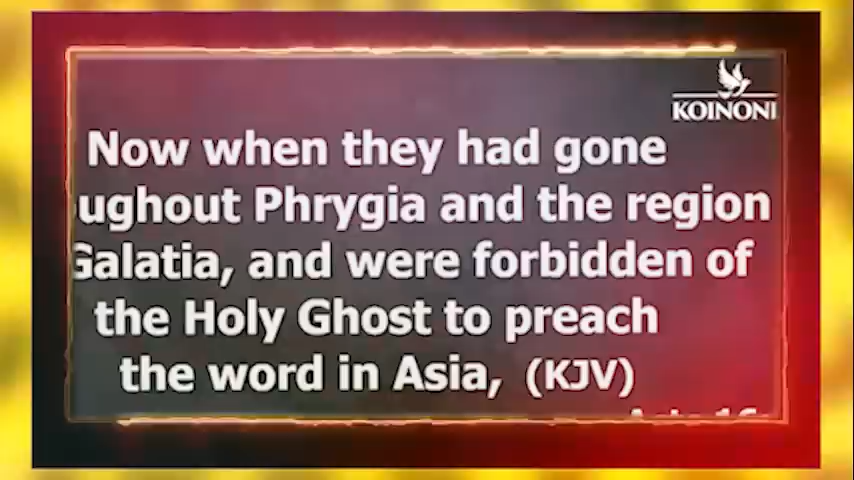 KOINONI
Now when they had gone
ughout Phrygia and the region
Galatia, and were forbidden of
the Holy Ghost to preach
the word in Asia, (KJV)